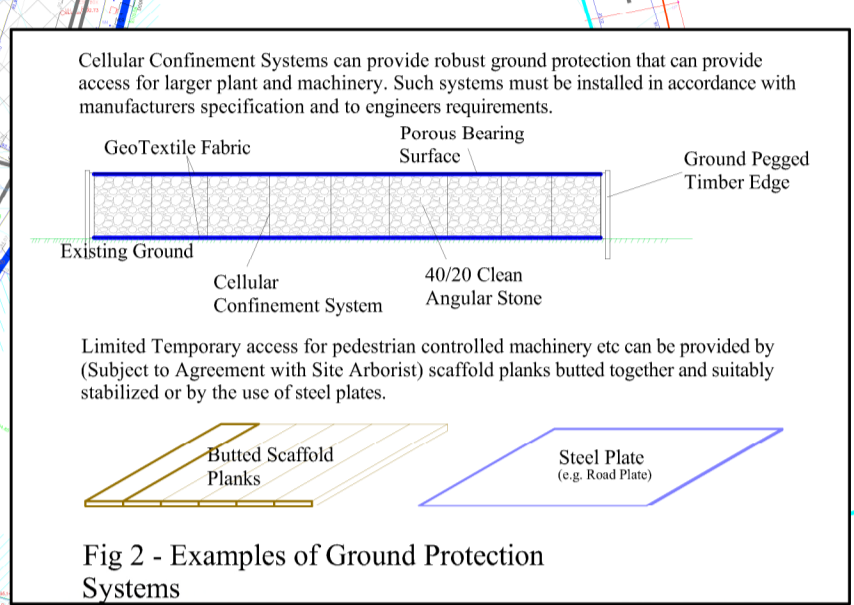 Cellular Confinement Systems can provide robust ground protection that can provide
access for larger plant and machinery. Such systems must be installed in accordance with
manufacturers specification and to engineers requirements.
GeoTextile Fabric
Porous Bearing
Surface
Ground Pegged
Timber Edge
Existing Ground
Cellular
Confinement System
40/20 Clean
Angular Stone
Limited Temporary access for pedestrian controlled machinery etc can be provided by
(Subject to Agreement with Site Arborist) scaffold planks butted together and suitably
stabilized or by the use of steel plates.
Butted Scaffold
Planks
Steel Plate
(e.g. Road Plate)
Fig 2 - Examples of Ground Protection
Systems